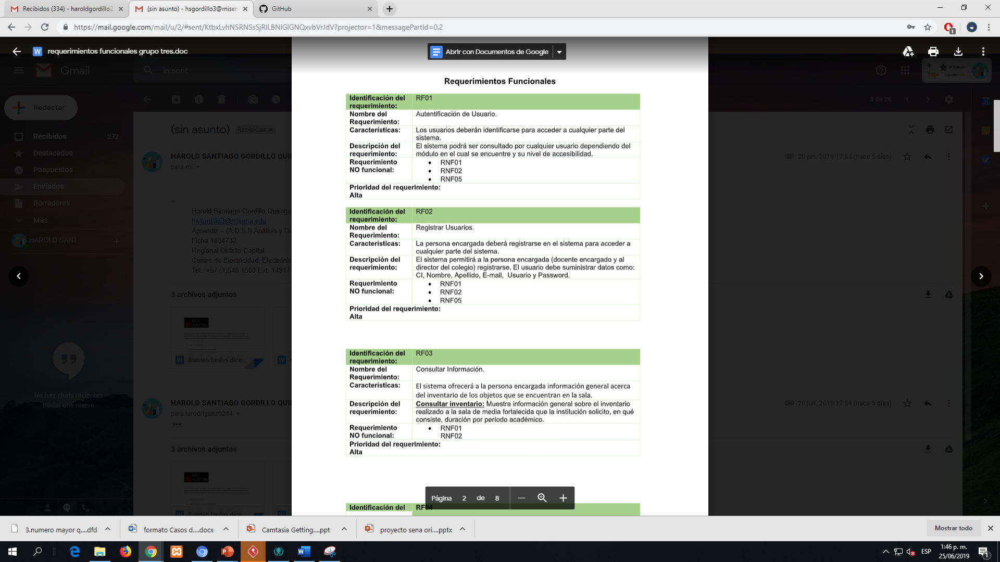 Recibidos (334) - haroldgordillo2
(sin asunto) - hsgordillo3@misen
GitHub
https://mail.google.com/mail/u/2/#sent/KtbxLvhNSRNSsSjRlLBNlGlGNQxvbVrJdV?projector=1&messagePartId=0.2
1
W requerimientos funcionales grupo tres.doc
Abrir con Documentos de Google
Gmail
in:sent
Redactar
3 de 26
Recibidos 272
Destacados
Pospuestos
Enviados
Borradores
Más
HAROLD SANT
No hay chats recientes
Iniciar uno nuevo
(sin asunto) Recibidos ×
HAROLD SANTIAGO GORDILLO QUI
para mí
20 jun. 2019 17:54 (hace 5 días)
--
Harold Santiago Gordillo Quiroga
hsgordillo3@misena.edu
Aprendiz – (A.D.S.I) Análisis y De
Ficha 1834732
Regional Distrito Capital
Centro de Electricidad, Electrónic
Tel.: +57 (1)546 1500 Ext. 14917
3 archivos adjuntos
W Buenas tardes dice...
W
HAROLD SANTIAGO GORDILLO QUI
para larodriguez0244
20 jun. 2019 17:54 (hace 5 días)
3 archivos adjuntos
W Buenas tardes dice...
Requerimientos Funcionales
Identificación del requerimiento: RF01
Nombre del Requerimiento: Autentificación de Usuario.
Características: Los usuarios deberán identificarse para acceder a cualquier parte del
sistema.
Descripción del requerimiento: El sistema podrá ser consultado por cualquier usuario dependiendo del
módulo en el cual se encuentre y su nivel de accesibilidad.
Requerimiento NO funcional:
• RNF01
• RNF02
• RNF05
Prioridad del requerimiento:
Alta
Identificación del requerimiento: RF02
Nombre del Requerimiento: Registrar Usuarios.
Características: La persona encargada deberá registrarse en el sistema para acceder a
cualquier parte del sistema.
Descripción del requerimiento: El sistema permitirá a la persona encargada (docente encargado y al
director del colegio) registrarse. El usuario debe suministrar datos como:
CI, Nombre, Apellido, E-mail, Usuario y Password.
Requerimiento NO funcional:
• RNF01
• RNF02
• RNF05
Prioridad del requerimiento:
Alta
Identificación del requerimiento: RF03
Nombre del Requerimiento: Consultar Información.
Características: El sistema ofrecerá a la persona encargada información general acerca
del inventario de los objetos que se encuentran en la sala.
Descripción del requerimiento: Consultar inventario: Muestra información general sobre el inventario
realizado a la sala de media fortalecida que la institución solicito, en qué
consiste, duración por período académico.
Requerimiento NO funcional:
• RNF01
RNF02
Prioridad del requerimiento:
Alta
Identificación del RF04
Página 2 de 8
3.numero mayor q....dfd
formato Casos d....docx
Camtasia Getting....ppt
proyecto sena ori....pptx
Mostrar todo
ESP
1:46 p. m.
25/06/2019
1